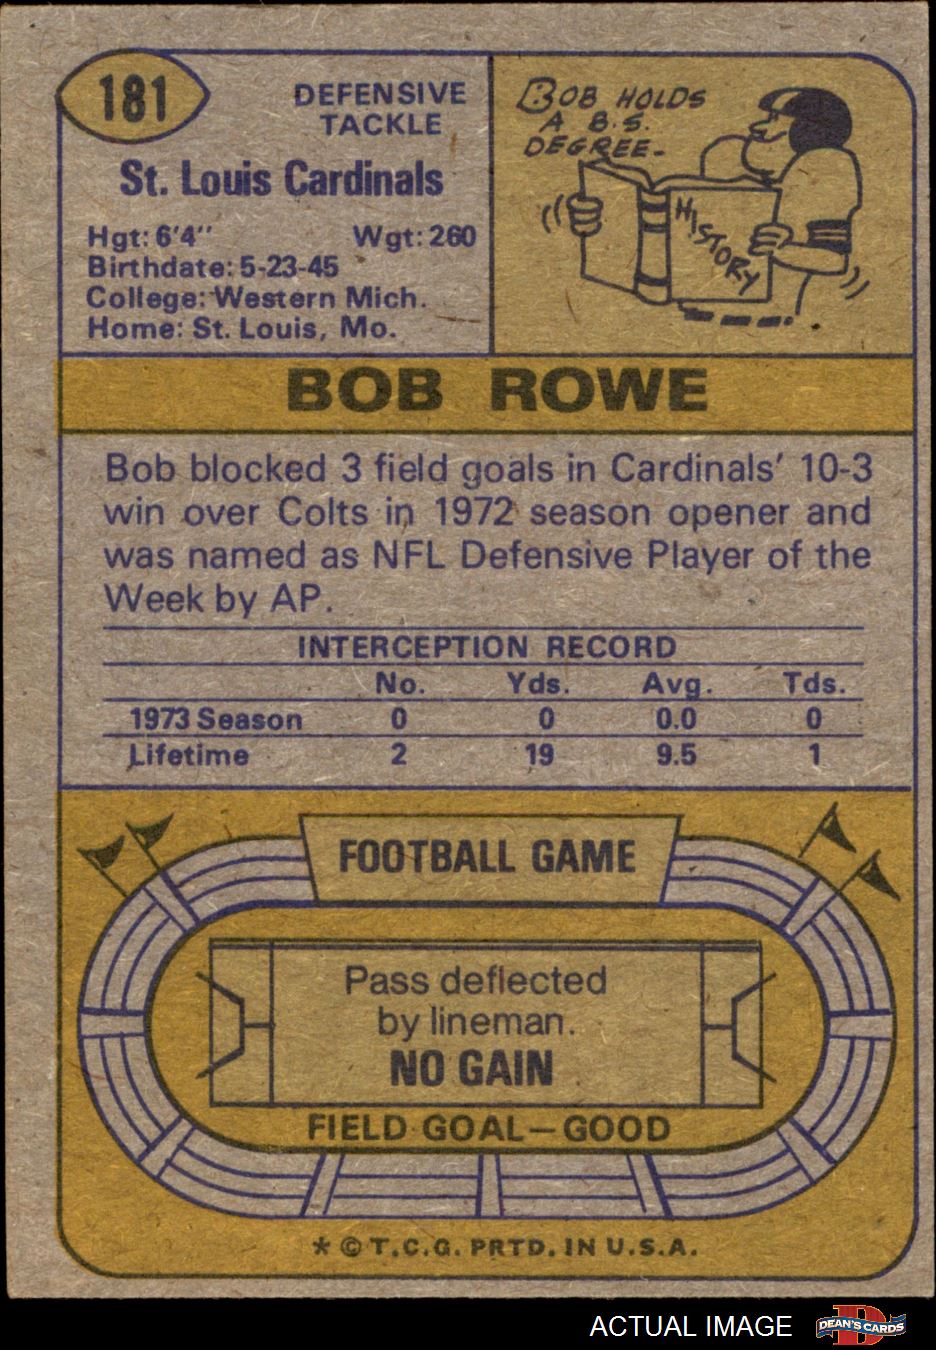 181
DEFENSIVE
TACKLE
St. Louis Cardinals
Hgt: 6'4" Wgt: 260
Birthdate: 5-23-45
College: Western Mich.
Home: St. Louis, Mo.
BOB HOLDS
A B.S.
DEGREE-
HISTORY
BOB ROWE
Bob blocked 3 field goals in Cardinals' 10-3
win over Colts in 1972 season opener and
was named as NFL Defensive Player of the
Week by AP.
INTERCEPTION RECORD
No. Yds. Avg. Tds.
1973 Season 0 0 0.0 0
Lifetime 2 19 9.5 1
FOOTBALL GAME
Pass deflected
by lineman.
NO GAIN
FIELD GOAL—GOOD
* © T.C.G. PRTD. IN U.S.A.
ACTUAL IMAGE
DEAN'S CARDS